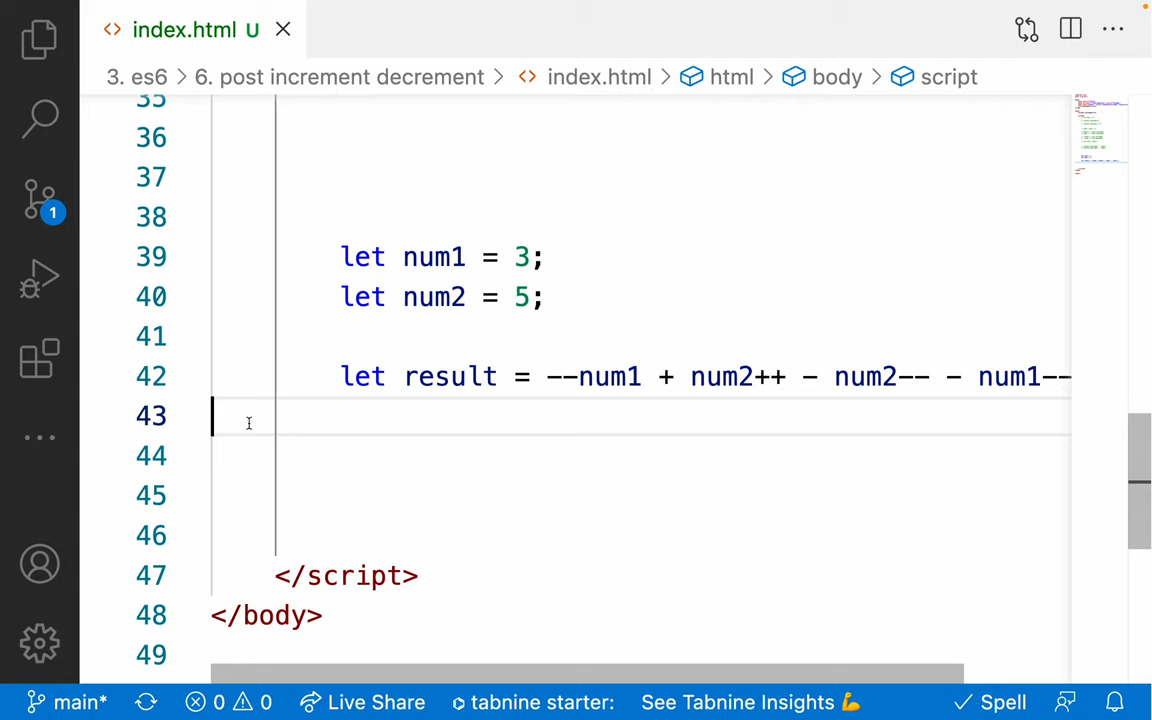 index.html U
3. es6 > 6. post increment decrement > index.html > html > body > script
35
36
37
38
39 let num1 = 3;
40 let num2 = 5;
41
42 let result = --num1 + num2++ - num2-- - num1--
43
44
45
46
47 </script>
48 </body>
49
1
main* 0 0 Live Share tabnine starter: See Tabnine Insights 💪 Spell